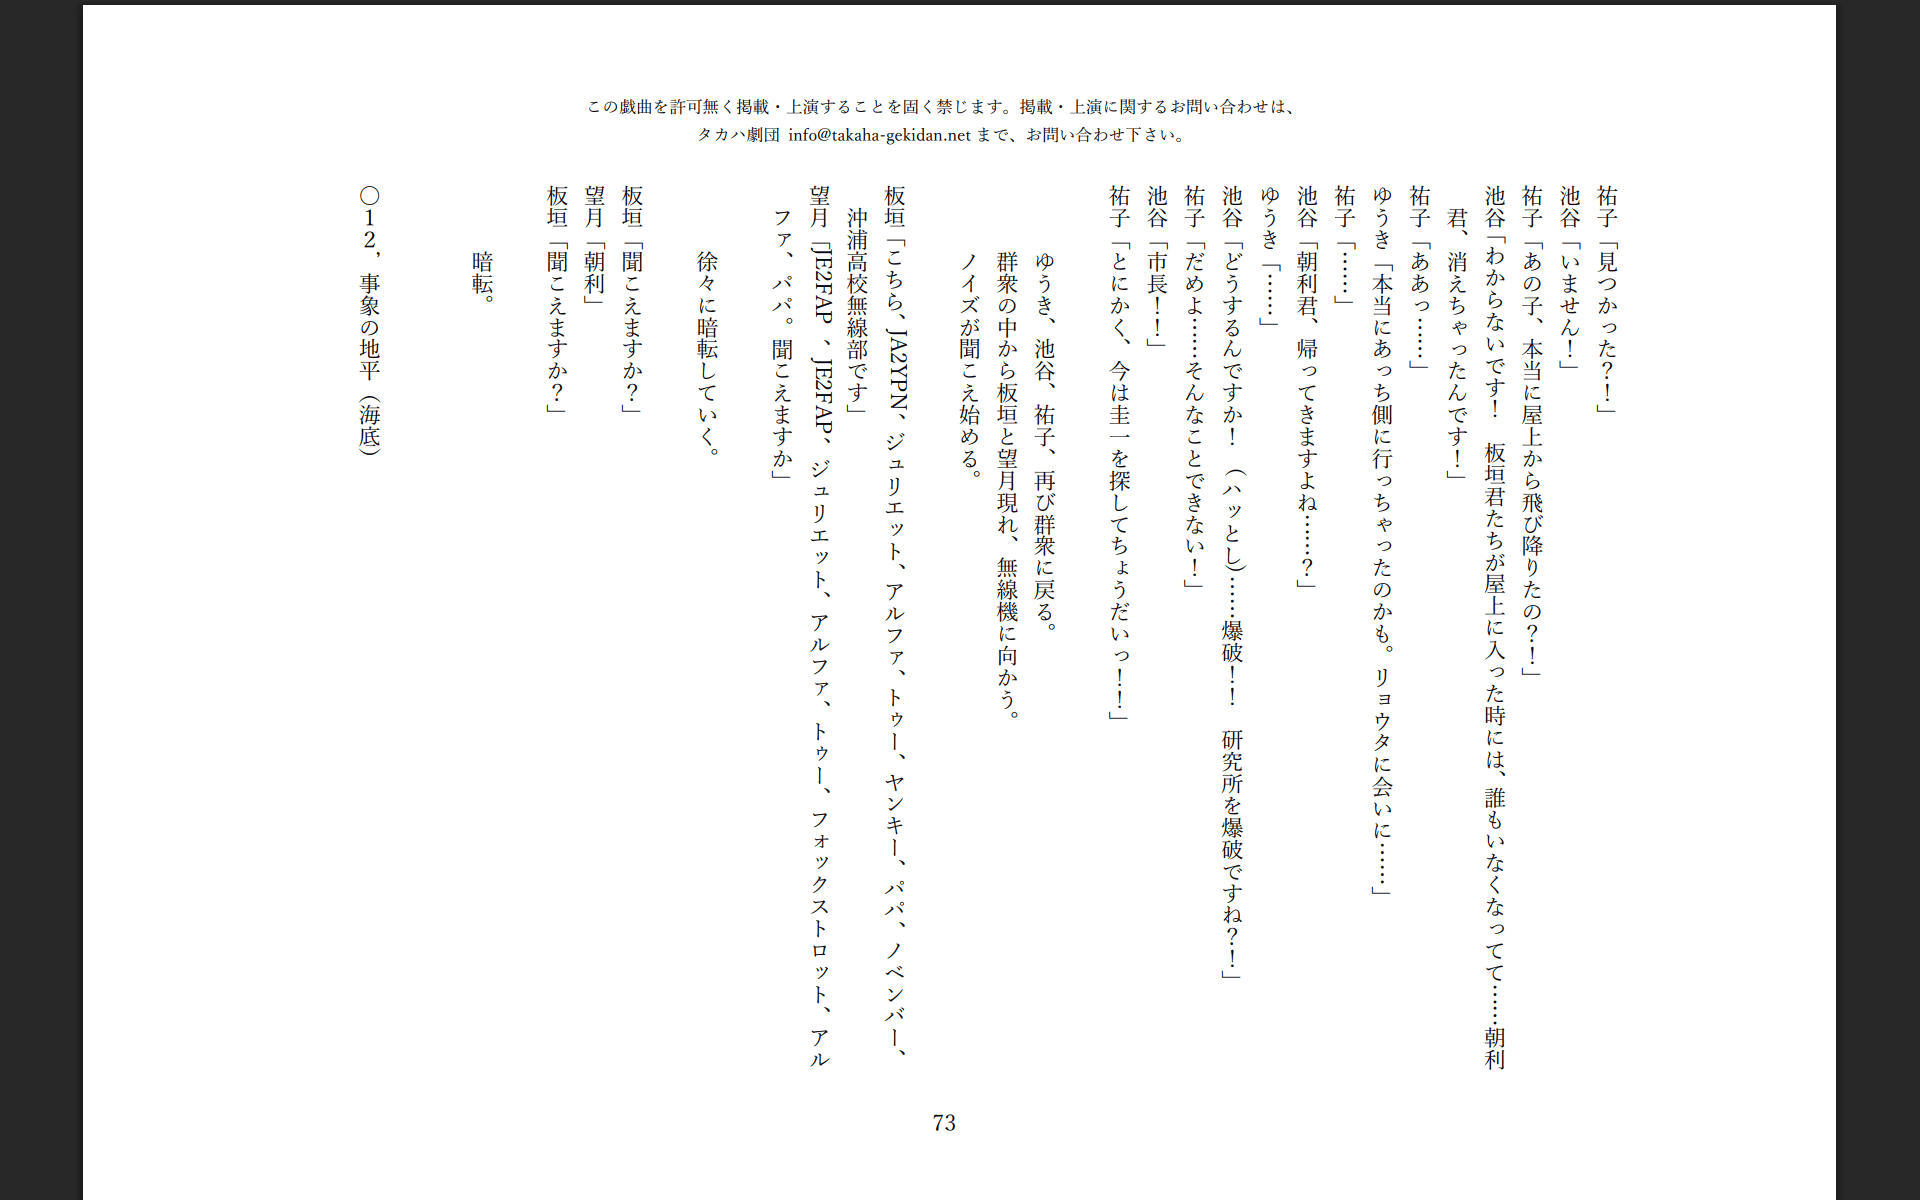 この戯曲を許可無く掲載・上演することを固く禁じます。掲載・上演に関するお問い合わせは、
タカハ劇団 info@takaha-gekidan.net まで、お問い合わせ下さい。
祐子「見つかった？！」
池谷「いません！」
祐子「あの子、本当に屋上から飛び降りたの？！」
池谷「わからないです！　板垣君たちが屋上に入った時には、誰もいなくなってて……朝利
君、消えちゃったんです！」
祐子「ああっ……」
ゆうき「本当にあっち側に行っちゃったのかも。リョウタに会いに……」
祐子「……」
池谷「朝利君、帰ってきますよね……？」
ゆうき「……」
池谷「どうするんですか！（ハッとし）……爆破！！　研究所を爆破ですね？！」
祐子「だめよ……そんなことできない！」
池谷「市長！！」
祐子「とにかく、今は圭一を探してちょうだいっ！！」
ゆうき、池谷、祐子、再び群衆に戻る。
群衆の中から板垣と望月現れ、無線機に向かう。
ノイズが聞こえ始める。
板垣「こちら、JA2YPN、ジュリエット、アルファ、トゥー、ヤンキー、パパ、ノベンバー、
沖浦高校無線部です」
望月「JE2FAP、JE2FAP、ジュリエット、アルファ、トゥー、フォックストロット、アル
ファ、パパ。聞こえますか」
徐々に暗転していく。
板垣「聞こえますか？」
望月「朝利」
板垣「聞こえますか？」
暗転。
〇１２，事象の地平（海底）
73